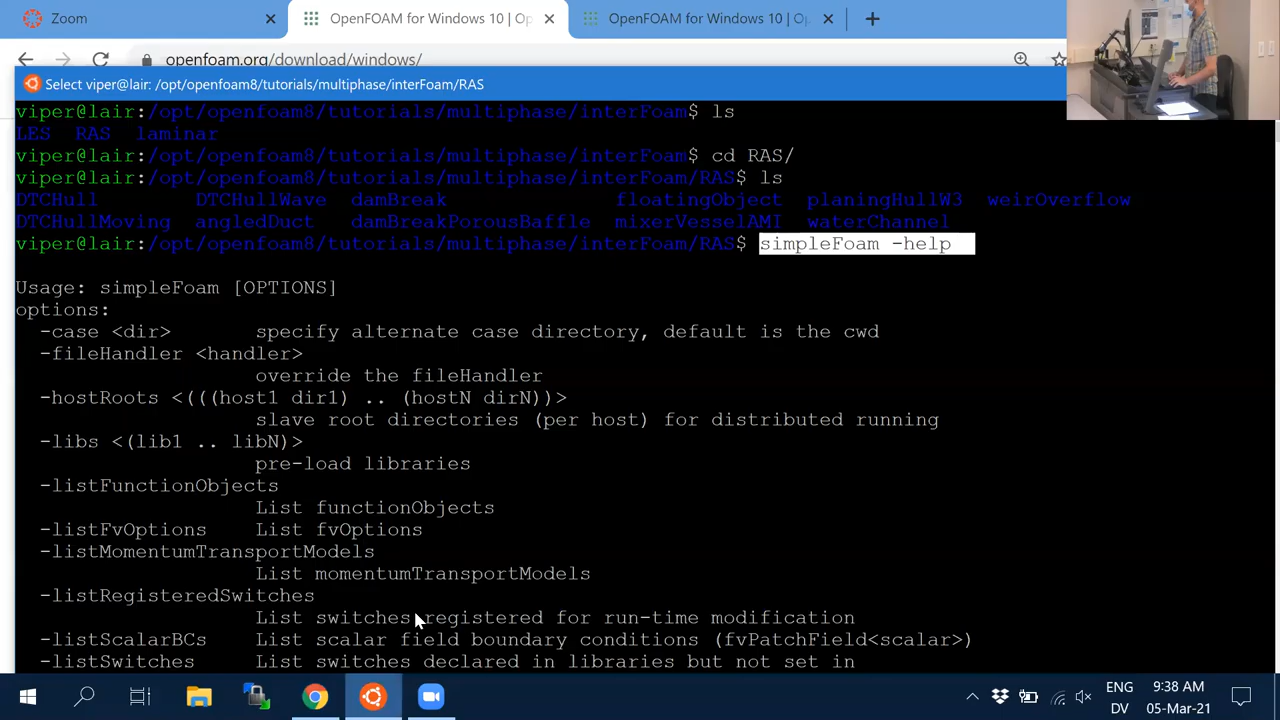 Zoom
OpenFOAM for Windows 10 | Op
OpenFOAM for Windows 10 | Op
openfoam.org/download/windows/
Select viper@lair: /opt/openfoam8/tutorials/multiphase/interFoam/RAS
viper@lair:/opt/openfoam8/tutorials/multiphase/interFoam$ ls
LES RAS laminar
viper@lair:/opt/openfoam8/tutorials/multiphase/interFoam$ cd RAS/
viper@lair:/opt/openfoam8/tutorials/multiphase/interFoam/RAS$ ls
DTCHull DTCHullWave damBreak floatingObject planingHullW3 weirOverflow
DTCHullMoving angledDuct damBreakPorousBaffle mixerVesselAMI waterChannel
viper@lair:/opt/openfoam8/tutorials/multiphase/interFoam/RAS$ simpleFoam -help
Usage: simpleFoam [OPTIONS]
options:
-case <dir> specify alternate case directory, default is the cwd
-fileHandler <handler>
override the fileHandler
-hostRoots <(((host1 dir1) .. (hostN dirN))>
slave root directories (per host) for distributed running
-libs <(lib1 .. libN)>
pre-load libraries
-listFunctionObjects
List functionObjects
-listFvOptions List fvOptions
-listMomentumTransportModels
List momentumTransportModels
-listRegisteredSwitches
List switches registered for run-time modification
-listScalarBCs List scalar field boundary conditions (fvPatchField<scalar>)
-listSwitches List switches declared in libraries but not set in
ENG
DV
9:38 AM
05-Mar-21